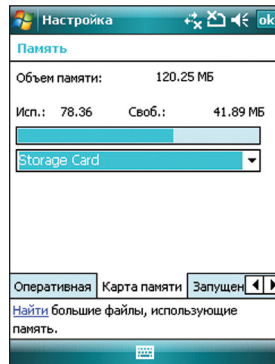 Настройка ok
Память
Объем памяти: 120.25 МБ
Исп.: 78.36 Своб.: 41.89 МБ
Storage Card
Оперативная Карта памяти Запущен
Найти большие файлы, использующие
память.